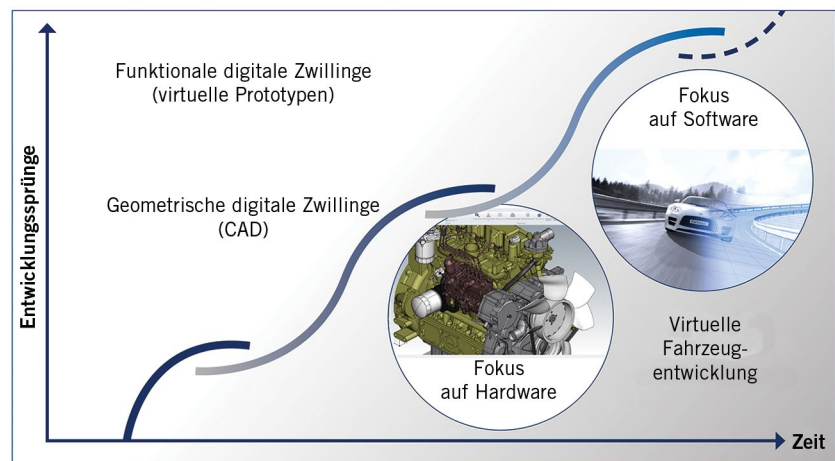 Funktionale digitale Zwillinge
(virtuelle Prototypen)
Fokus
auf Software
Geometrische digitale Zwillinge
(CAD)
Entwicklungssprünge
Fokus
auf Hardware
Virtuelle
Fahrzeug-
entwicklung
Zeit